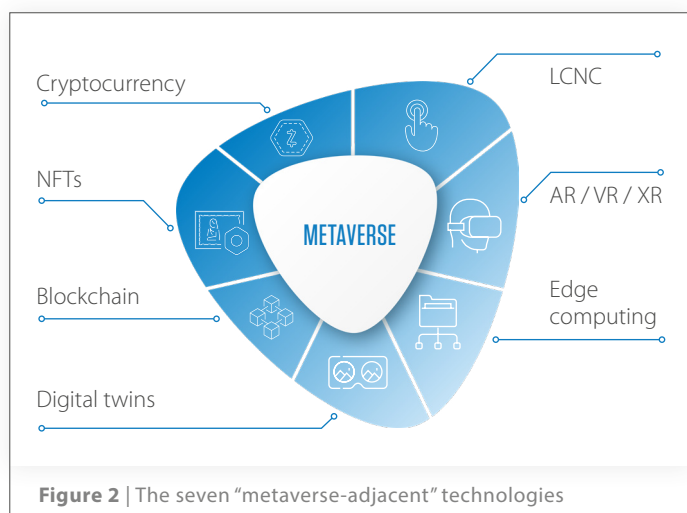 Cryptocurrency
LCNC
NFTs
AR / VR / XR
METAVERSE
Blockchain
Edge
computing
Digital twins
Figure 2 | The seven “metaverse-adjacent” technologies